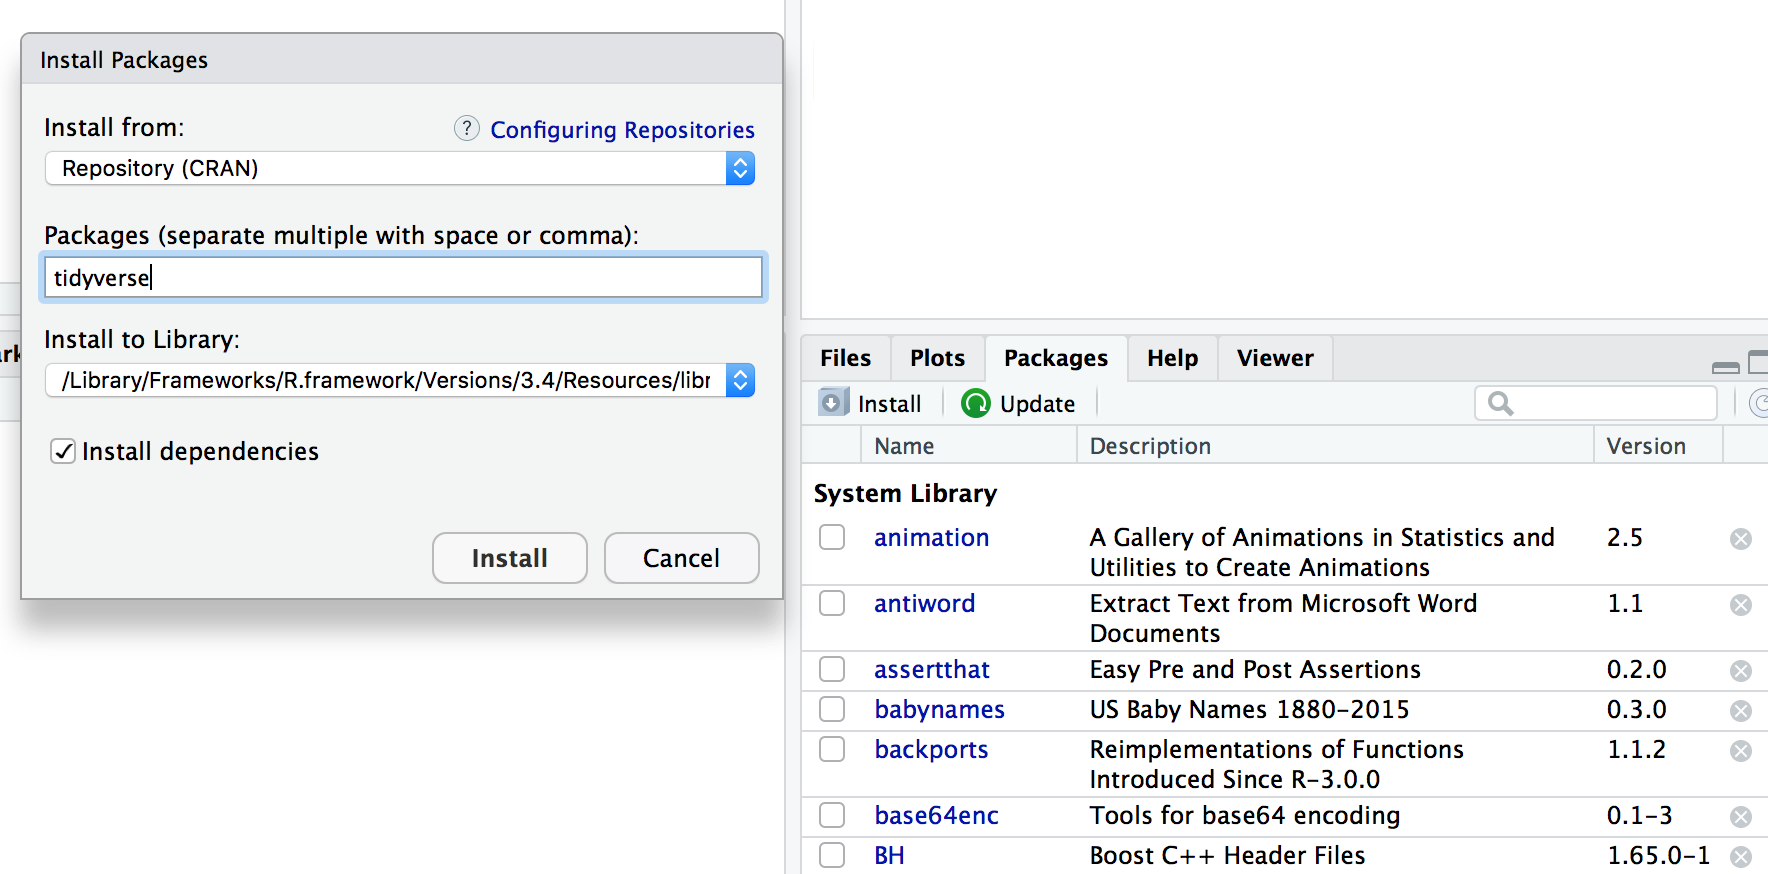 Install Packages
Install from:
? Configuring Repositories
Repository (CRAN)
Packages (separate multiple with space or comma):
tidyverse
Install to Library:
/Library/Frameworks/R.framework/Versions/3.4/Resources/libr
Install dependencies
Install Cancel
Files Plots Packages Help Viewer
Install Update
Name Description Version
System Library
animation A Gallery of Animations in Statistics and 2.5
Utilities to Create Animations
antiword Extract Text from Microsoft Word 1.1
Documents
assertthat Easy Pre and Post Assertions 0.2.0
babynames US Baby Names 1880-2015 0.3.0
backports Reimplementations of Functions 1.1.2
Introduced Since R-3.0.0
base64enc Tools for base64 encoding 0.1-3
BH Boost C++ Header Files 1.65.0-1